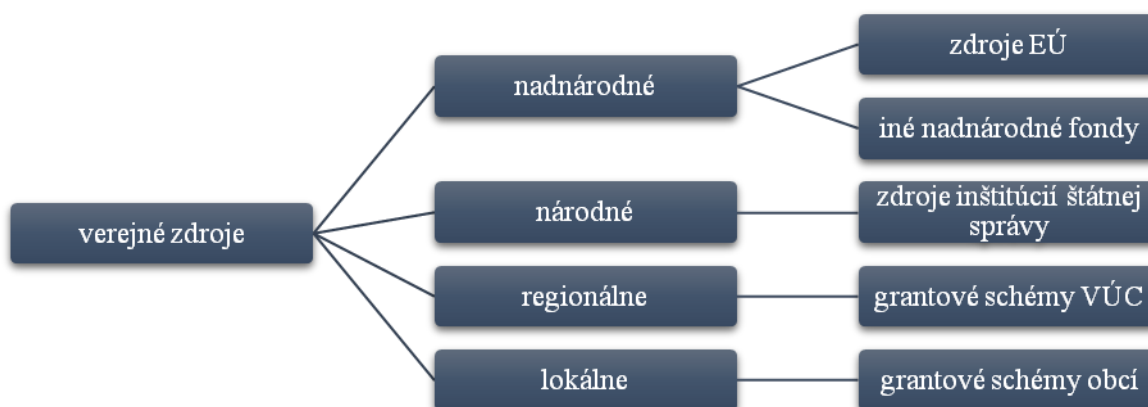 verejné zdroje
nadnárodné
zdroje EÚ
iné nadnárodné fondy
národné
zdroje inštitúcií štátnej
správy
regionálne
grantové schémy VÚC
lokálne
grantové schémy obcí